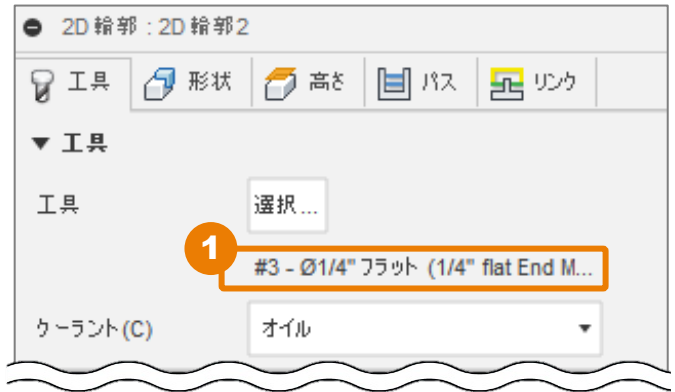 2D 輪郭 : 2D 輪郭2
工具 形状 高さ パス リンク
▼ 工具
工具 選択...
1
#3 - Ø1/4" フラット (1/4" flat End M...
クーラント(C) オイル